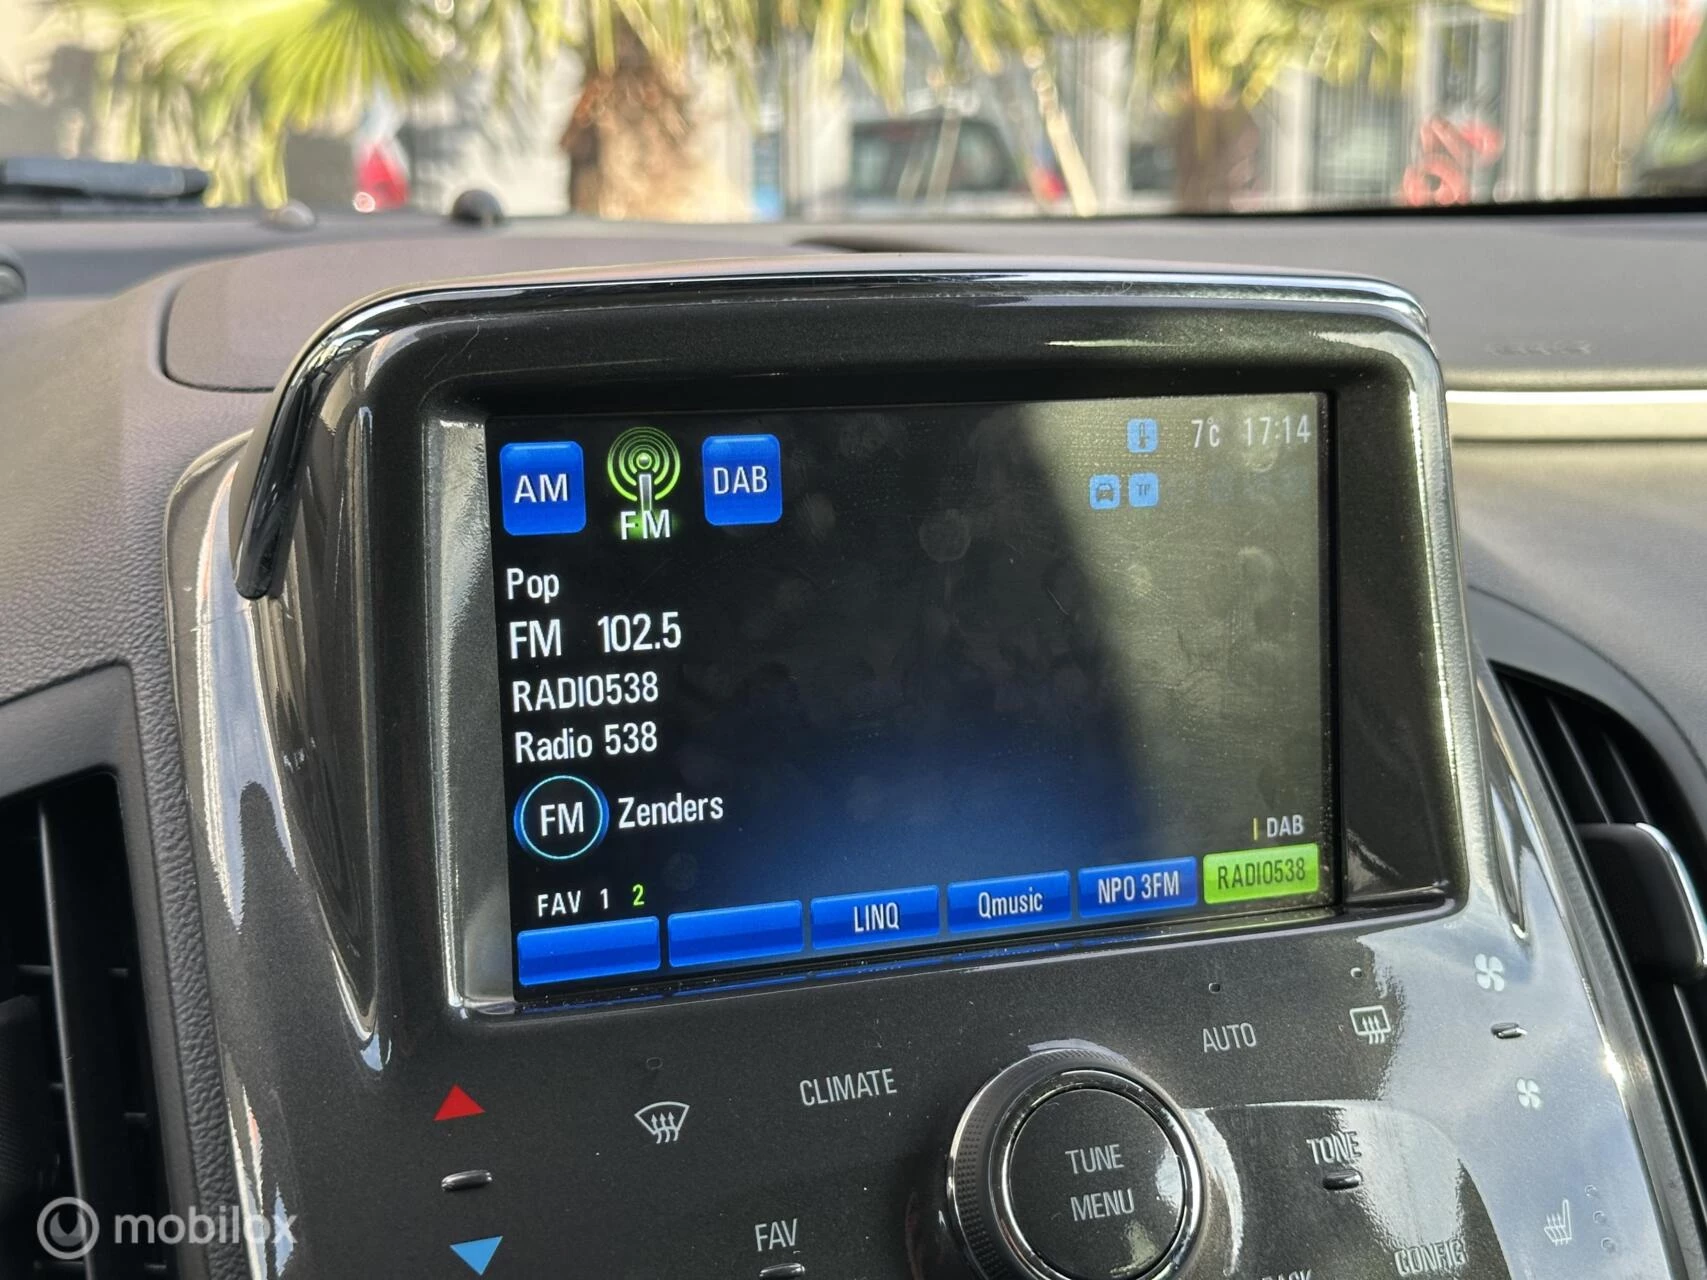 7°c 17:14
AM FM DAB
TP
Pop
FM 102.5
RADIO538
Radio 538
FM Zenders
DAB
FAV 1 2
LINQ Qmusic NPO 3FM RADIO538
AUTO
CLIMATE
TUNE
MENU
TONE
FAV
CONFIG
BACK
mobilox